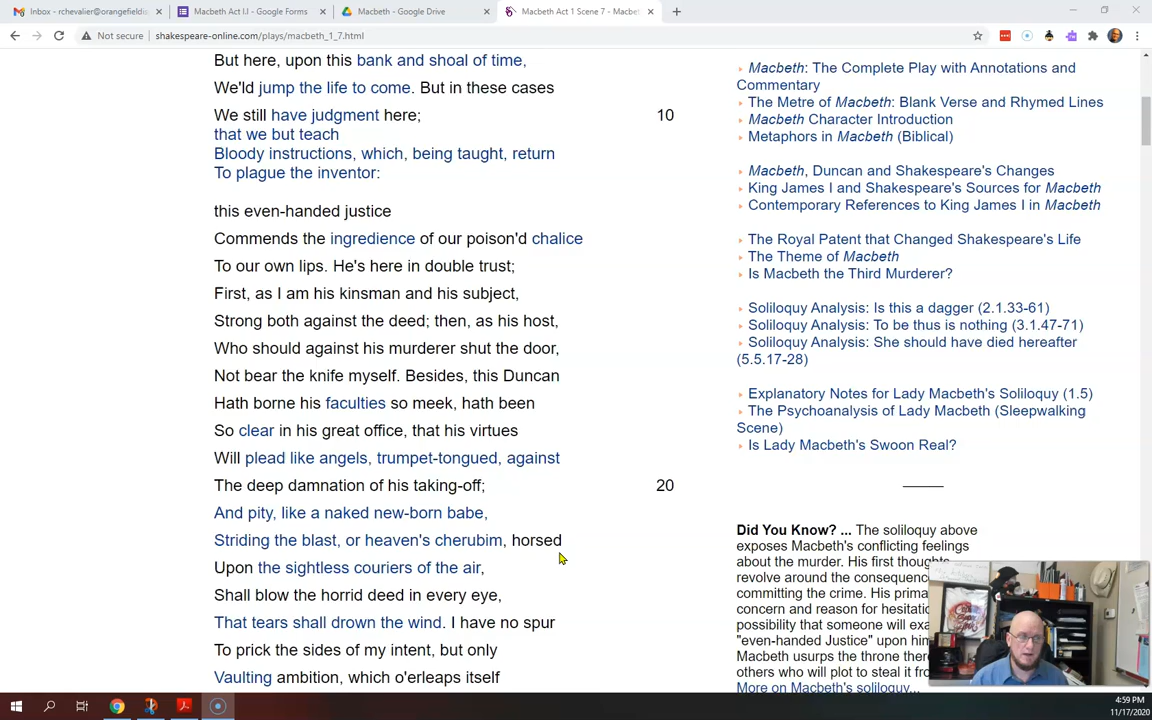 Inbox - rchevalier@orangefieldi
Macbeth Act I.I - Google Forms
Macbeth - Google Drive
Macbeth Act 1 Scene 7 - Macbe
Not secure
shakespeare-online.com/plays/macbeth_1_7.html
But here, upon this bank and shoal of time,
We'ld jump the life to come. But in these cases
We still have judgment here; 10
that we but teach
Bloody instructions, which, being taught, return
To plague the inventor:
this even-handed justice
Commends the ingredience of our poison'd chalice
To our own lips. He's here in double trust;
First, as I am his kinsman and his subject,
Strong both against the deed; then, as his host,
Who should against his murderer shut the door,
Not bear the knife myself. Besides, this Duncan
Hath borne his faculties so meek, hath been
So clear in his great office, that his virtues
Will plead like angels, trumpet-tongued, against
The deep damnation of his taking-off; 20
And pity, like a naked new-born babe,
Striding the blast, or heaven's cherubim, horsed
Upon the sightless couriers of the air,
Shall blow the horrid deed in every eye,
That tears shall drown the wind. I have no spur
To prick the sides of my intent, but only
Vaulting ambition, which o'erleaps itself
Macbeth: The Complete Play with Annotations and
Commentary
The Metre of Macbeth: Blank Verse and Rhymed Lines
Macbeth Character Introduction
Metaphors in Macbeth (Biblical)
Macbeth, Duncan and Shakespeare's Changes
King James I and Shakespeare's Sources for Macbeth
Contemporary References to King James I in Macbeth
The Royal Patent that Changed Shakespeare's Life
The Theme of Macbeth
Is Macbeth the Third Murderer?
Soliloquy Analysis: Is this a dagger (2.1.33-61)
Soliloquy Analysis: To be thus is nothing (3.1.47-71)
Soliloquy Analysis: She should have died hereafter
(5.5.17-28)
Explanatory Notes for Lady Macbeth's Soliloquy (1.5)
The Psychoanalysis of Lady Macbeth (Sleepwalking
Scene)
Is Lady Macbeth's Swoon Real?
Did You Know? ... The soliloquy above
exposes Macbeth's conflicting feelings
about the murder. His first though
revolve around the consequenc
committing the crime. His prima
concern and reason for hesitati
possibility that someone will exa
"even-handed Justice" upon him
Macbeth usurps the throne there
others who will plot to steal it fro
More on Macbeth's soliloquy...
4:59 PM
11/17/2020